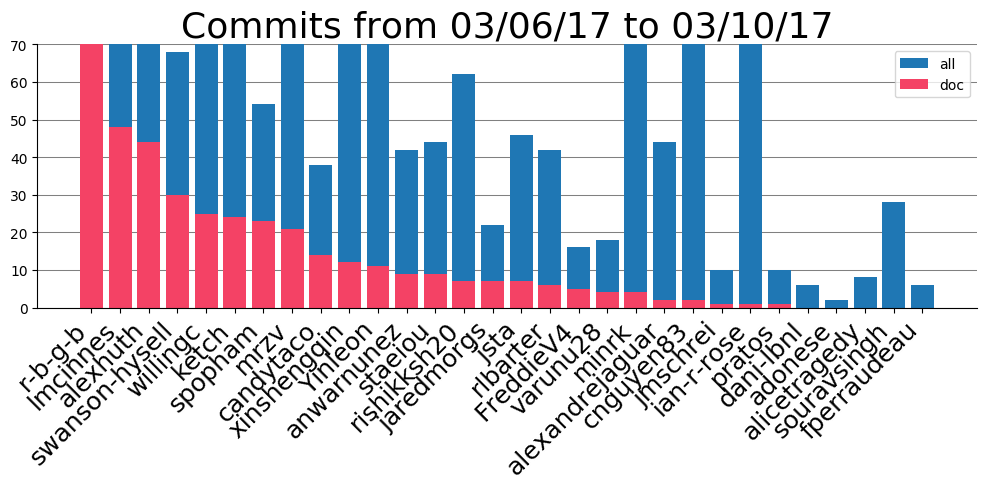 Commits from 03/06/17 to 03/10/17
70
60
50
40
30
20
10
0
all
doc
r-b-g-b
lmcinnes
alexhuth
swanson-hysell
willingc
ketch
spopham
mrzv
candytaco
xinshengqin
Yinleon
anwarnunez
staelou
rishikksh20
jaredmorgs
jsta
rlbarter
FreddieV4
varunu28
minrk
alexandrejaguar
cnguyen83
jmschrei
ian-r-rose
pratos
danj-lbnl
adonese
alicetragedy
souravsingh
fperraudeau